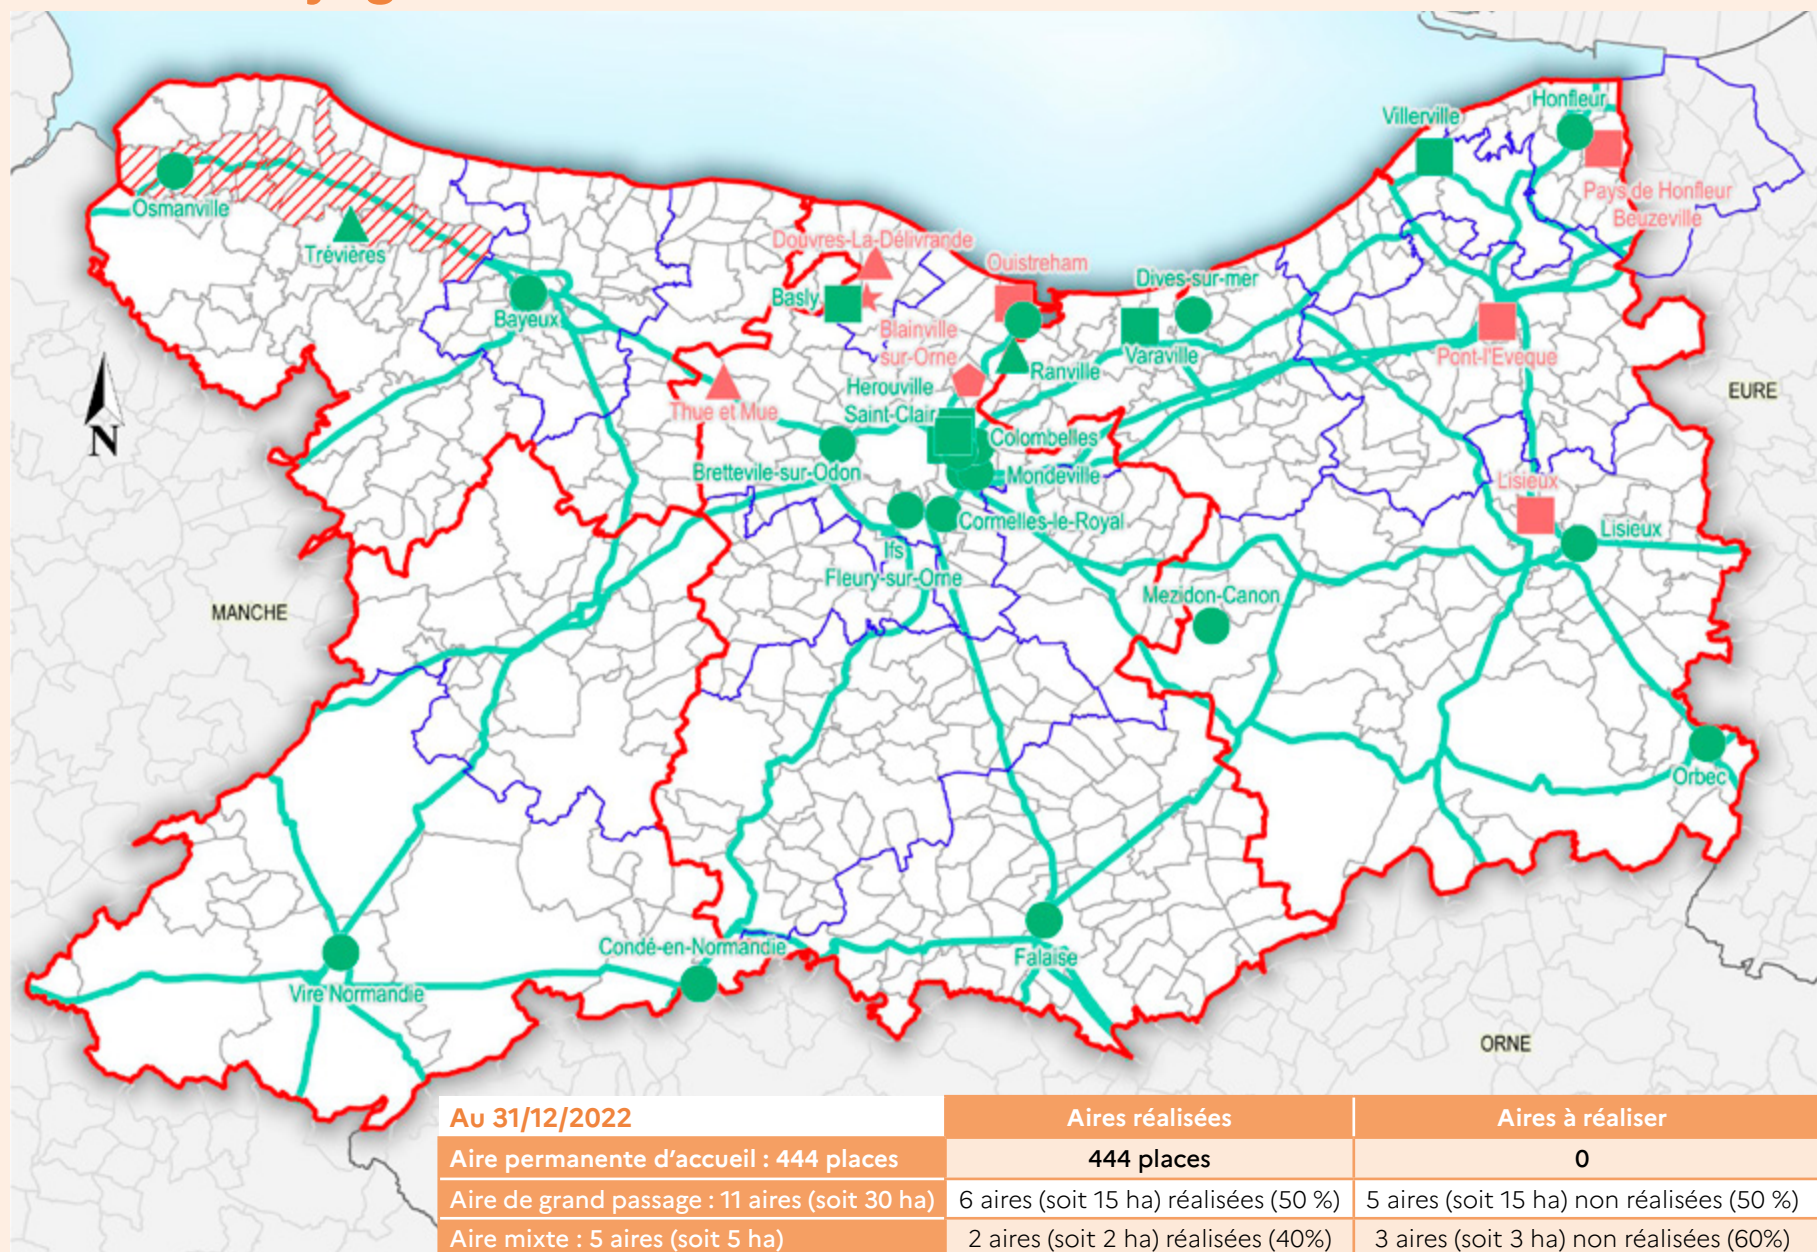 Honfleur
Villerville
Pays de Honfleur
Beuzeville
Osmanville
Trévières
Douvres-La-Délivrande
Ouistreham
Dives-sur-mer
Basly
Bayeux
Blainville
sur-Orne
Varaville
Pont-l'Eveque
Ranville
Herouville
Saint-Clair
EURE
N
Thue et Mue
Colombelles
Bretteville-sur-Odon
Mondeville
Lisieux
Cormelles-le-Royal
Lisieux
Ifs
Fleury-sur-Orne
Mezidon-Canon
MANCHE
Orbec
Condé-en-Normandie
Falaise
Vire Normandie
ORNE
Au 31/12/2022 Aires réalisées Aires à réaliser
Aire permanente d'accueil : 444 places 444 places 0
Aire de grand passage : 11 aires (soit 30 ha) 6 aires (soit 15 ha) réalisées (50 %) 5 aires (soit 15 ha) non réalisées (50 %)
Aire mixte : 5 aires (soit 5 ha) 2 aires (soit 2 ha) réalisées (40%) 3 aires (soit 3 ha) non réalisées (60%)